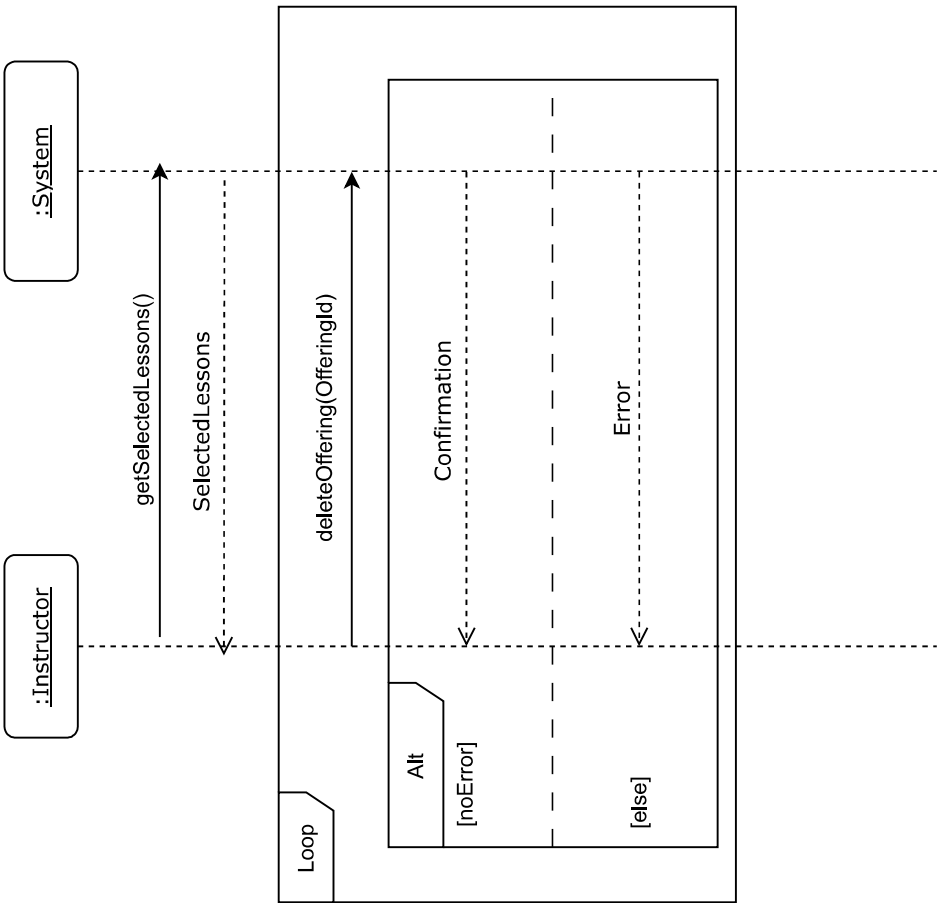 :Instructor
:System
getSelectedLessons()
SelectedLessons
Loop
deleteOffering(OfferingId)
Alt
[noError]
Confirmation
[else]
Error